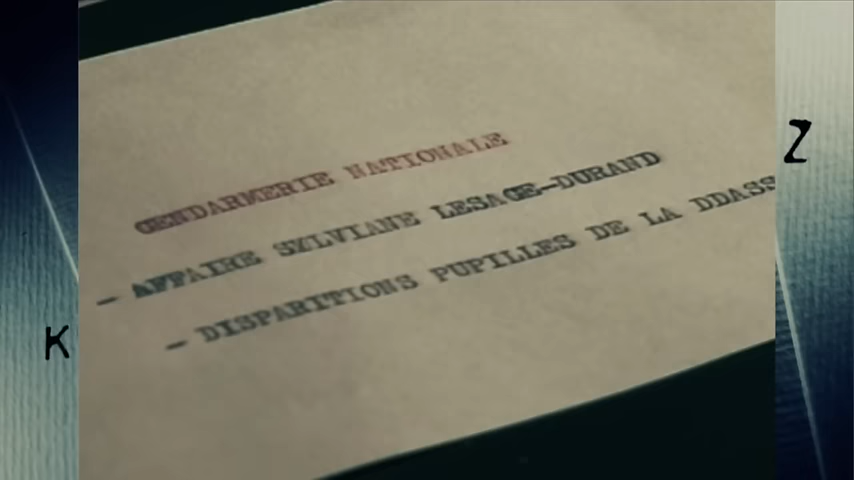 GENDARMERIE NATIONALE
- AFFAIRE SYLVIANE LESAGE-DURAND
- DISPARITIONS PUPILLES DE LA DDASS
K
Z